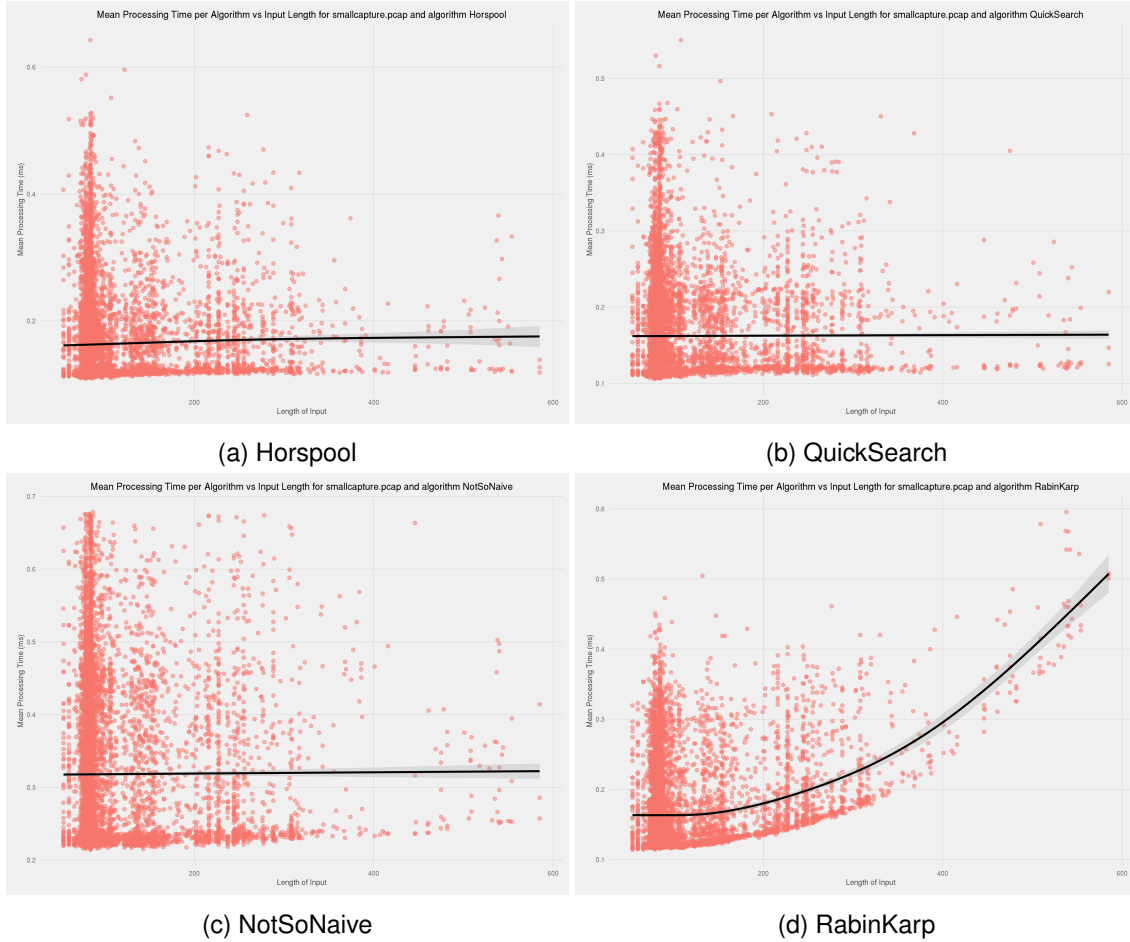 Mean Processing Time per Algorithm vs Input Length for smallcapture.pcap and algorithm Horspool
Mean Processing Time (ms)
0.6
0.4
0.2
200
400
600
Length of Input
(a) Horspool
Mean Processing Time per Algorithm vs Input Length for smallcapture.pcap and algorithm QuickSearch
Mean Processing Time (ms)
0.5
0.4
0.3
0.2
0.1
200
400
600
Length of Input
(b) QuickSearch
Mean Processing Time per Algorithm vs Input Length for smallcapture.pcap and algorithm NotSoNaive
Mean Processing Time (ms)
0.7
0.6
0.5
0.4
0.3
0.2
200
400
600
Length of Input
(c) NotSoNaive
Mean Processing Time per Algorithm vs Input Length for smallcapture.pcap and algorithm RabinKarp
Mean Processing Time (ms)
0.6
0.5
0.4
0.3
0.2
0.1
200
400
600
Length of Input
(d) RabinKarp